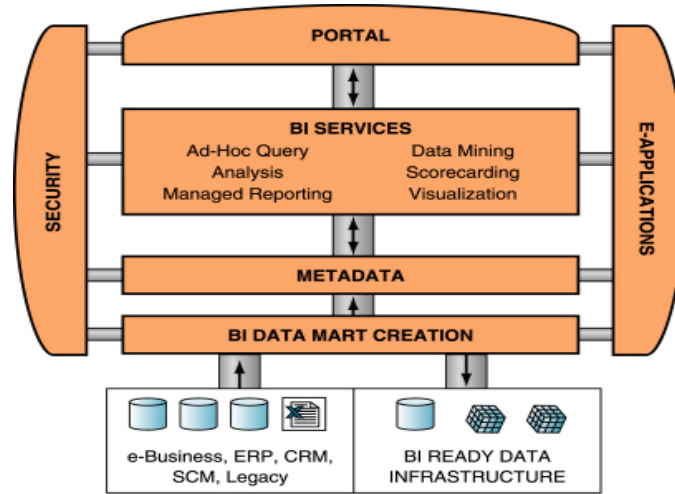 PORTAL
SECURITY
E-APPLICATIONS
BI SERVICES
Ad-Hoc Query
Data Mining
Analysis
Scorecarding
Managed Reporting
Visualization
METADATA
BI DATA MART CREATION
e-Business, ERP, CRM,
SCM, Legacy
BI READY DATA
INFRASTRUCTURE